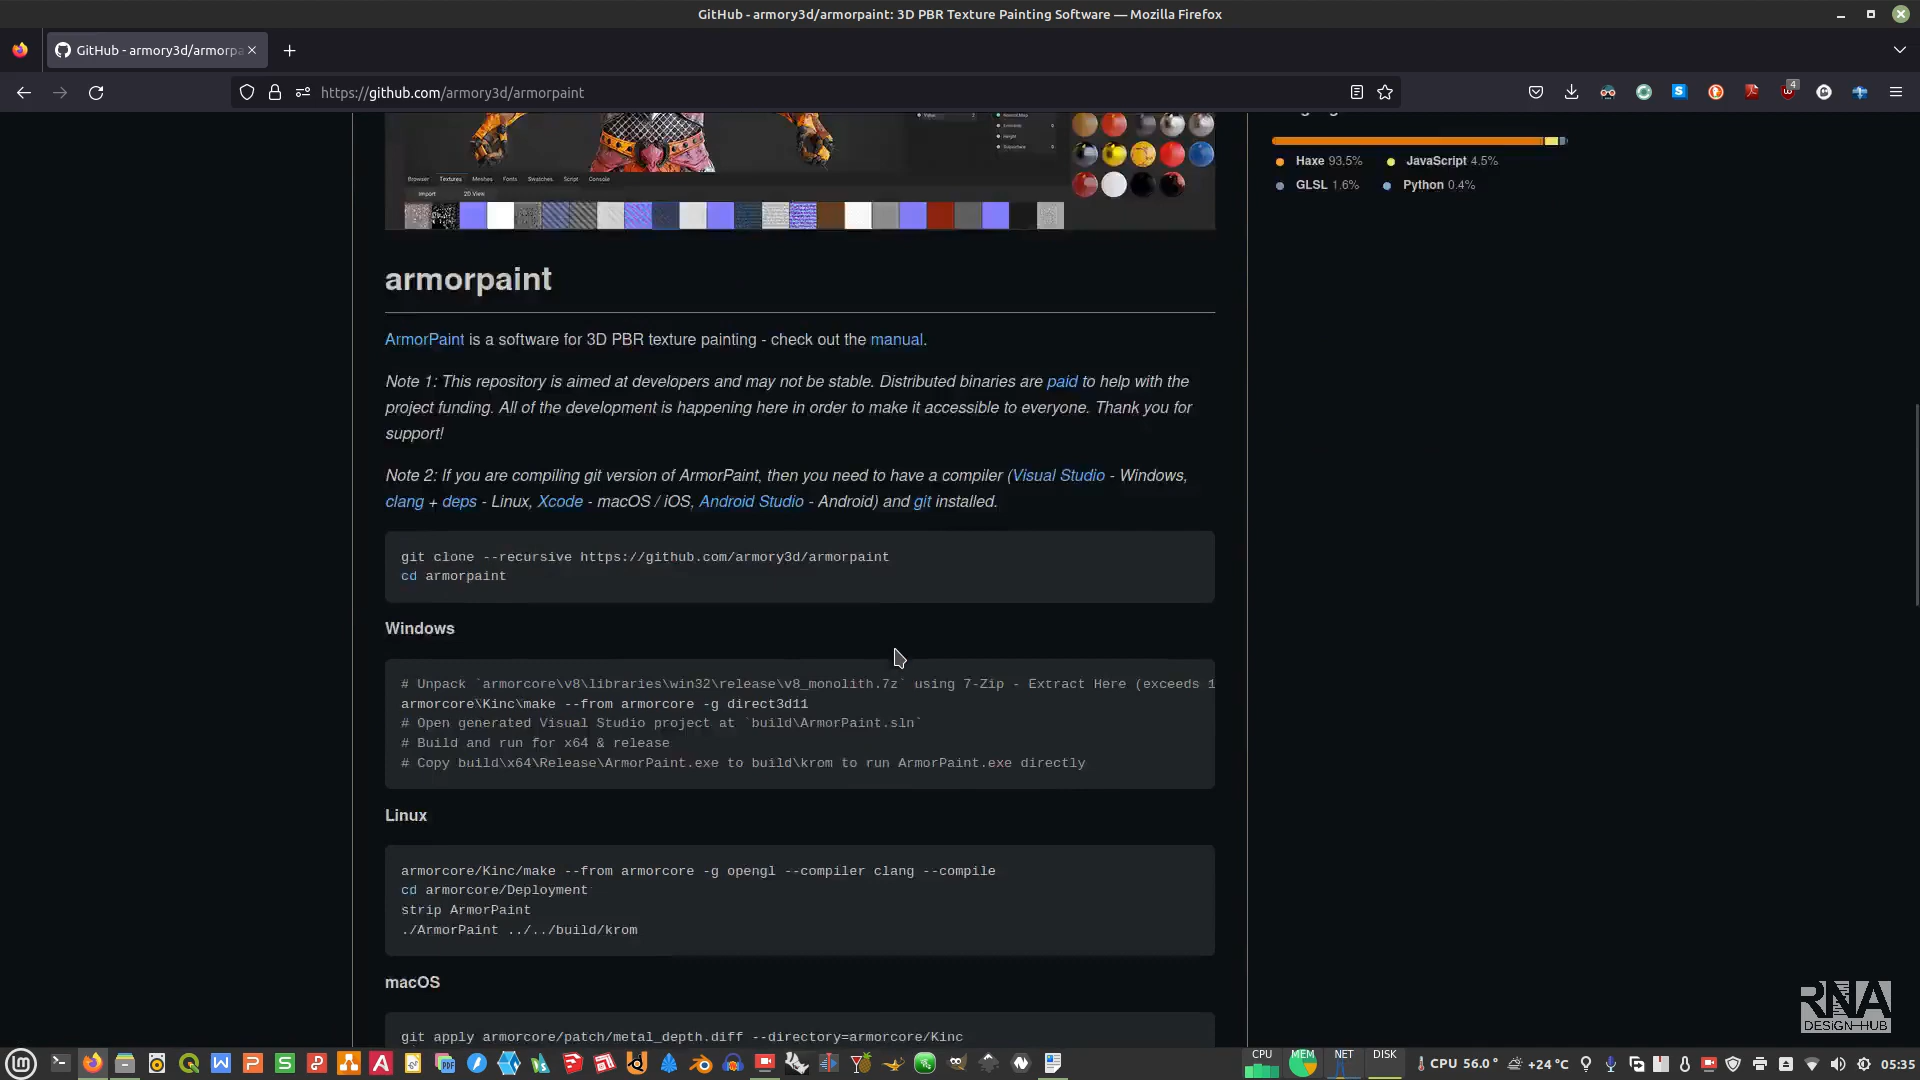 GitHub - armory3d/armorpaint: 3D PBR Texture Painting Software — Mozilla Firefox
GitHub - armory3d/armorpa
https://github.com/armory3d/armorpaint
4
Browser Textures Meshes Fonts Swatches Script Console
Import 2D View
Haxe 93.5% JavaScript 4.5%
GLSL 1.6% Python 0.4%
armorpaint
ArmorPaint is a software for 3D PBR texture painting - check out the manual.
Note 1: This repository is aimed at developers and may not be stable. Distributed binaries are paid to help with the
project funding. All of the development is happening here in order to make it accessible to everyone. Thank you for
support!
Note 2: If you are compiling git version of ArmorPaint, then you need to have a compiler (Visual Studio - Windows,
clang + deps - Linux, Xcode - macOS / iOS, Android Studio - Android) and git installed.
git clone --recursive https://github.com/armory3d/armorpaint
cd armorpaint
Windows
# Unpack `armorcore\v8\libraries\win32\release\v8_monolith.7z` using 7-Zip - Extract Here (exceeds 1
armorcore\Kinc\make --from armorcore -g direct3d11
# Open generated Visual Studio project at `build\ArmorPaint.sln`
# Build and run for x64 & release
# Copy build\x64\Release\ArmorPaint.exe to build\krom to run ArmorPaint.exe directly
Linux
armorcore/Kinc/make --from armorcore -g opengl --compiler clang --compile
cd armorcore/Deployment
strip ArmorPaint
./ArmorPaint ../../build/krom
macOS
git apply armorcore/patch/metal_depth.diff --directory=armorcore/Kinc
RNA
DESIGN-HUB
CPU MEM NET DISK
CPU 56.0° +24 °C 05:35